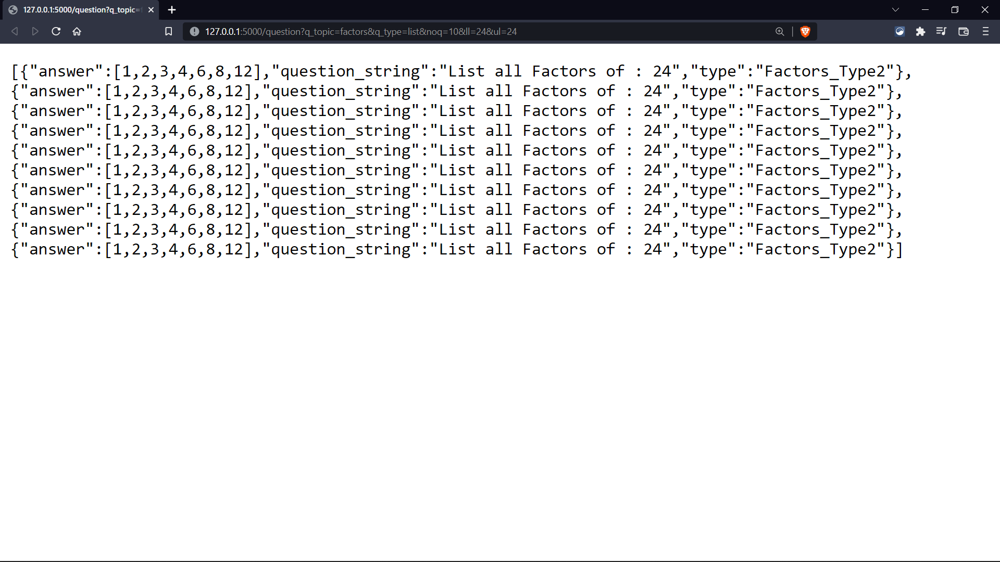 127.0.0.1:5000/question?q_topic=
127.0.0.1:5000/question?q_topic=factors&q_type=list&noq=10&ll=24&ul=24
[{"answer":[1,2,3,4,6,8,12],"question_string":"List all Factors of : 24","type":"Factors_Type2"},
{"answer":[1,2,3,4,6,8,12],"question_string":"List all Factors of : 24","type":"Factors_Type2"},
{"answer":[1,2,3,4,6,8,12],"question_string":"List all Factors of : 24","type":"Factors_Type2"},
{"answer":[1,2,3,4,6,8,12],"question_string":"List all Factors of : 24","type":"Factors_Type2"},
{"answer":[1,2,3,4,6,8,12],"question_string":"List all Factors of : 24","type":"Factors_Type2"},
{"answer":[1,2,3,4,6,8,12],"question_string":"List all Factors of : 24","type":"Factors_Type2"},
{"answer":[1,2,3,4,6,8,12],"question_string":"List all Factors of : 24","type":"Factors_Type2"},
{"answer":[1,2,3,4,6,8,12],"question_string":"List all Factors of : 24","type":"Factors_Type2"},
{"answer":[1,2,3,4,6,8,12],"question_string":"List all Factors of : 24","type":"Factors_Type2"},
{"answer":[1,2,3,4,6,8,12],"question_string":"List all Factors of : 24","type":"Factors_Type2"}]